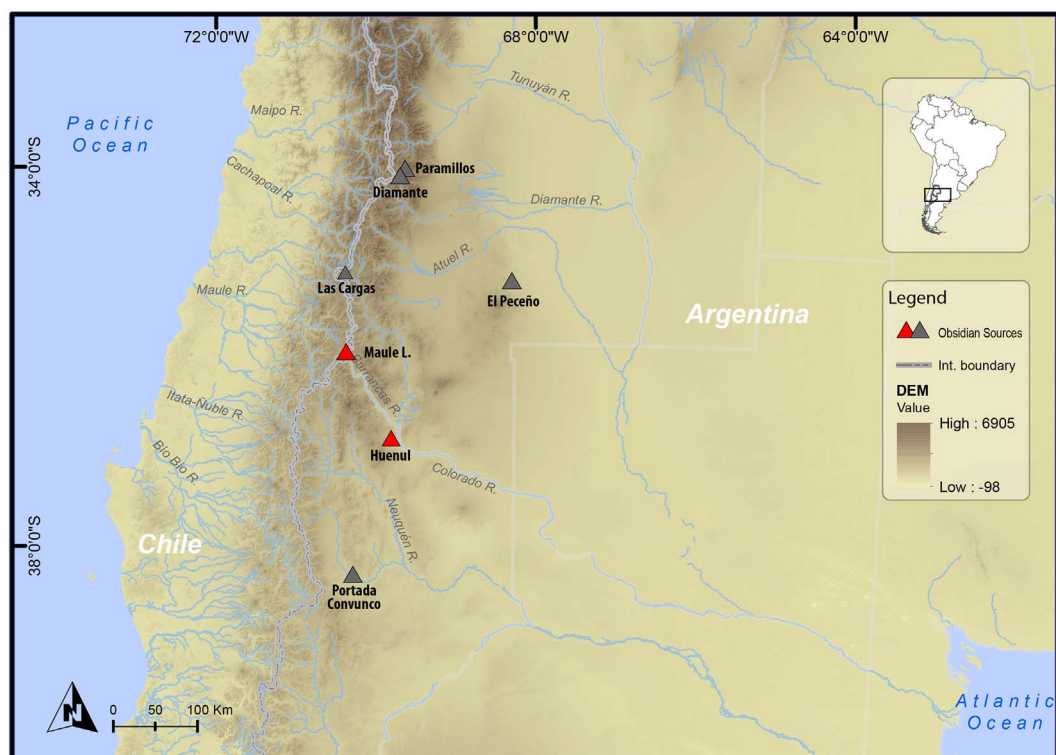 72°0'0"W
68°0'0"W
64°0'0"W
Tunuyán R.
Maipo R.
Pacific
Ocean
34°0'0"S
Paramillos
Diamante
Cachapoal R.
Diamante R.
Atuel R.
Las Cargas
Maule R.
El Peceño
Argentina
Legend
Obsidian Sources
Int. boundary
DEM
Value
High : 6905
Low : -98
Maule L.
Barrancas R.
Itata-Ñuble R.
Huenul
Bío Bío R.
Colorado R.
Neuquén R.
38°0'0"S
Chile
Portada
Convunco
N
0 50 100 Km
Atlantic
Ocean